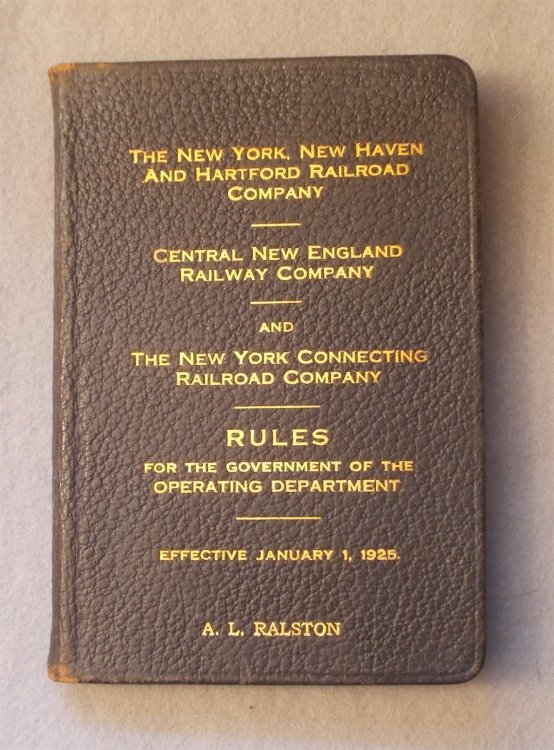 THE NEW YORK, NEW HAVEN
AND HARTFORD RAILROAD
COMPANY
CENTRAL NEW ENGLAND
RAILWAY COMPANY
AND
THE NEW YORK CONNECTING
RAILROAD COMPANY
RULES
FOR THE GOVERNMENT OF THE
OPERATING DEPARTMENT
EFFECTIVE JANUARY 1, 1925.
A. L. RALSTON